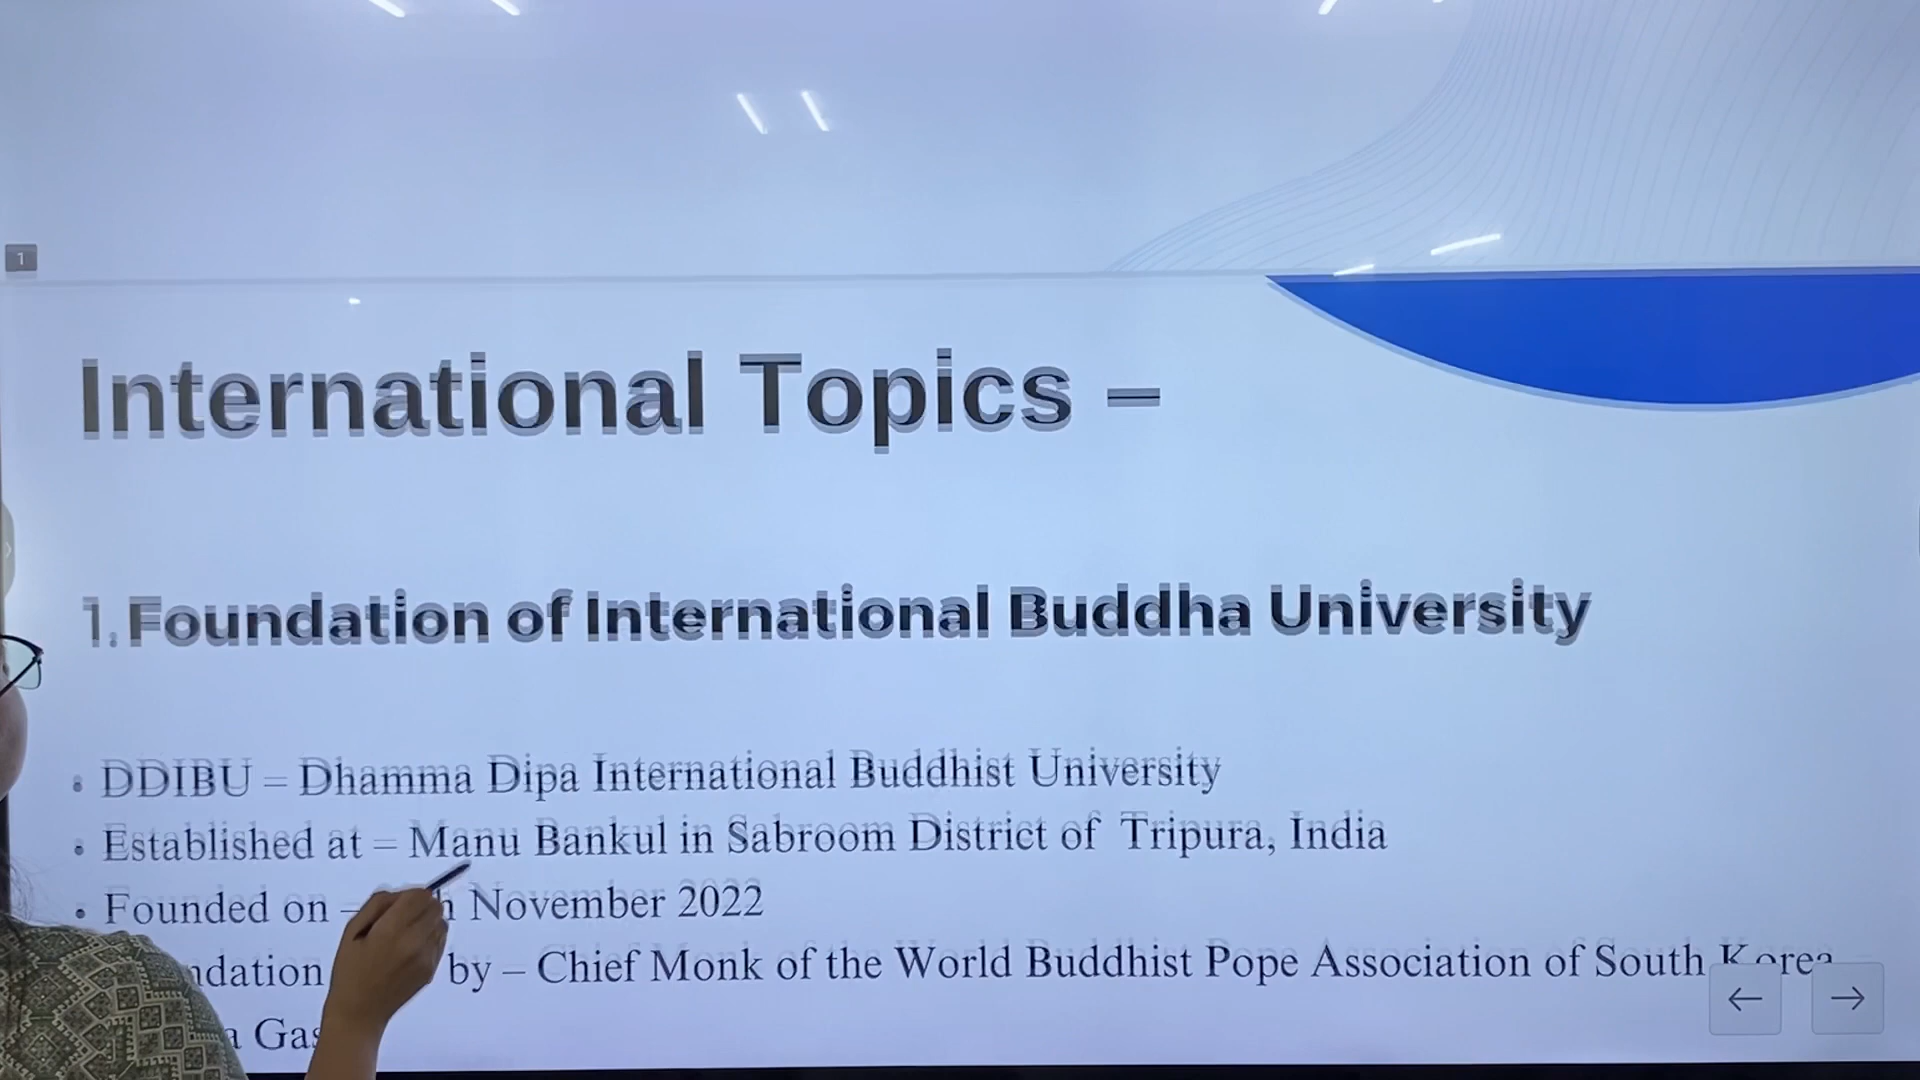 1
International Topics –
1. Foundation of International Buddha University
• DDIBU – Dhamma Dipa International Buddhist University
• Established at – Manu Bankul in Sabroom District of Tripura, India
• Founded on – November 2022
by – Chief Monk of the World Buddhist Pope Association of South Korea